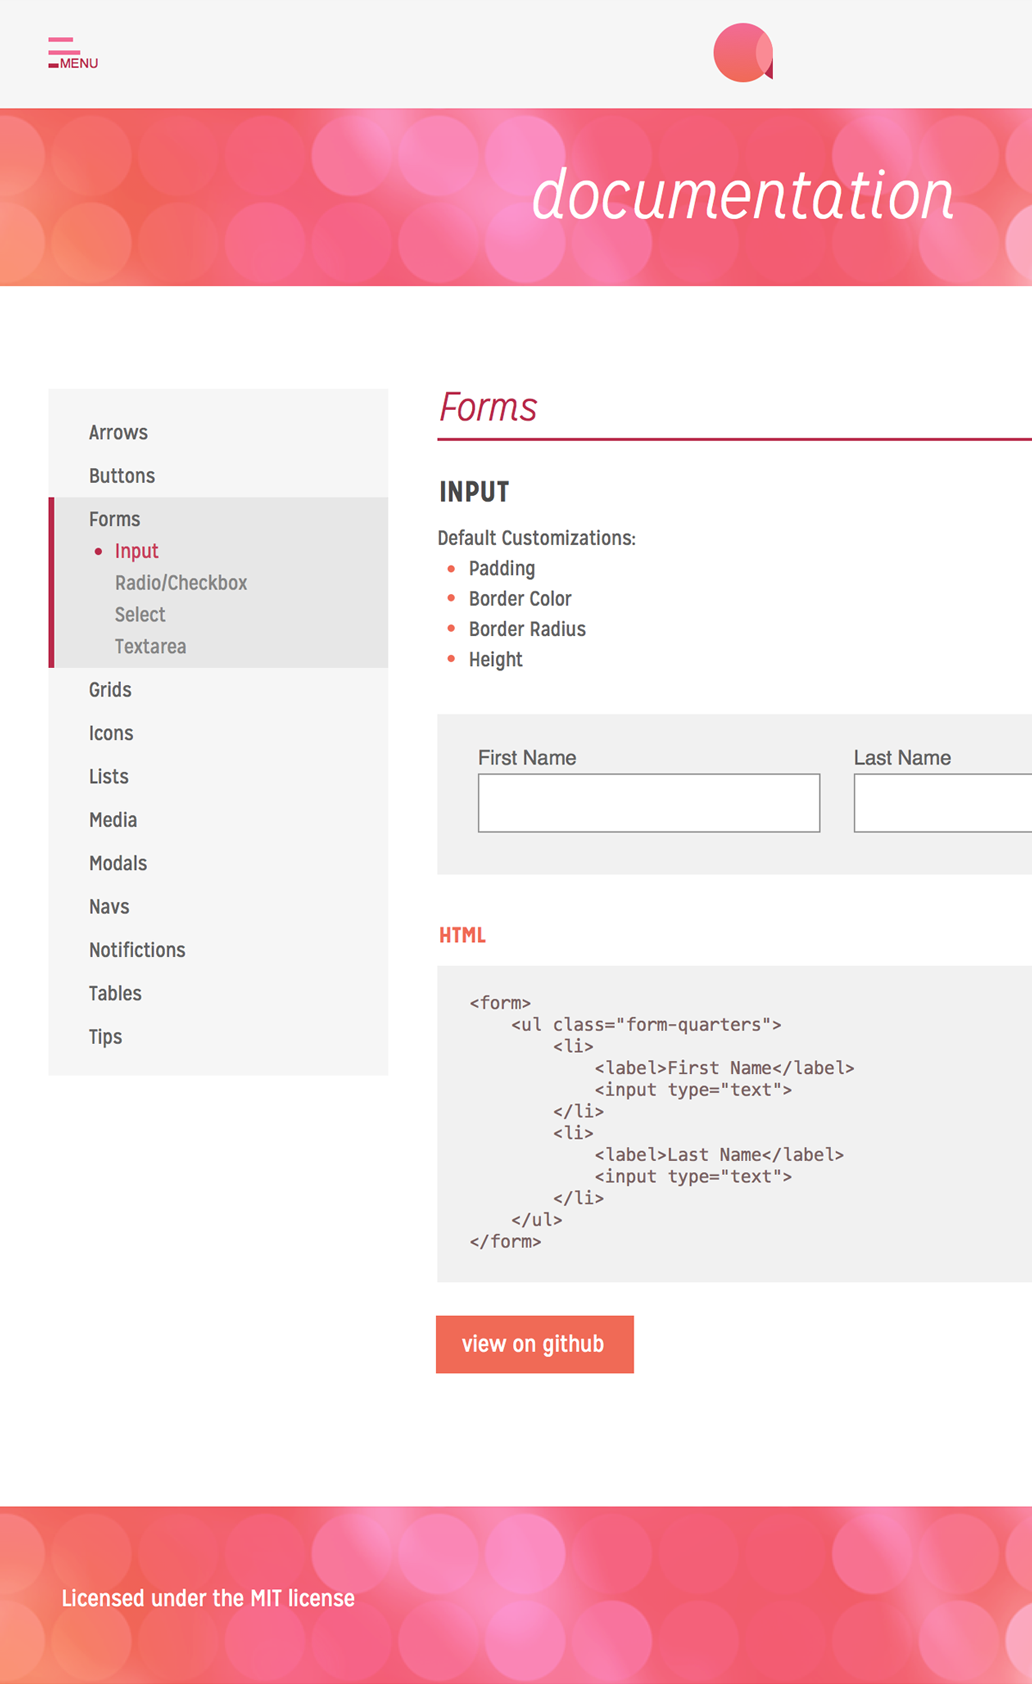 MENU
documentation
Arrows
Buttons
Forms
Input
Radio/Checkbox
Select
Textarea
Grids
Icons
Lists
Media
Modals
Navs
Notifictions
Tables
Tips
Forms
INPUT
Default Customizations:
Padding
Border Color
Border Radius
Height
First Name
Last Name
HTML
<form>
    <ul class="form-quarters">
        <li>
            <label>First Name</label>
            <input type="text">
        </li>
        <li>
            <label>Last Name</label>
            <input type="text">
        </li>
    </ul>
</form>
view on github
Licensed under the MIT license